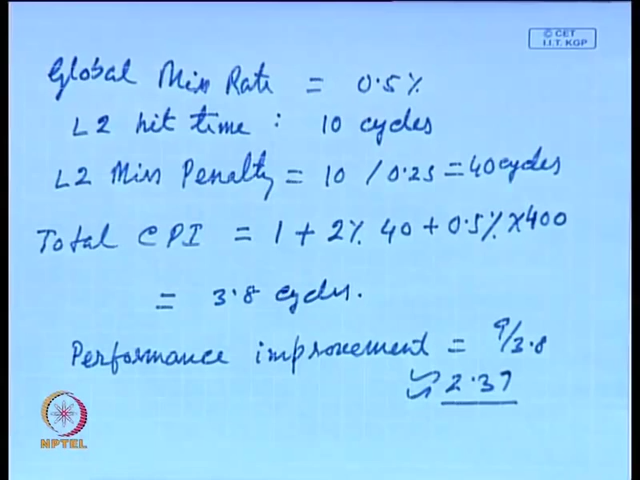 © CET
I.I.T. KGP
Global Miss Rate = 0.5%
L2 hit time : 10 cycles
L2 Miss Penalty = 10 / 0.25 = 40 cycles
Total CPI = 1 + 2% 40 + 0.5% x 400
= 3.8 cycles.
Performance improvement = 9/3.8
≈ 2.37
NPTEL